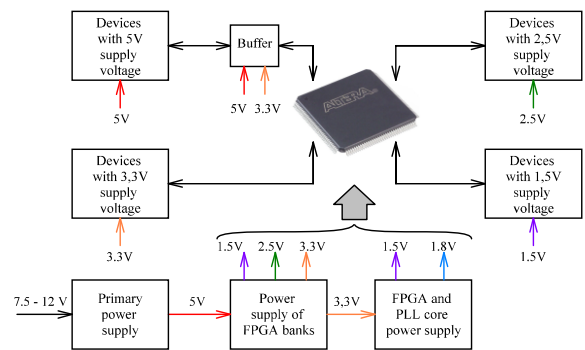 Devices
with 5V
supply
voltage
5V
Buffer
5V 3.3V
ALTERA
Devices
with 2,5V
supply
voltage
2.5V
Devices
with 3,3V
supply
voltage
3.3V
Devices
with 1,5V
supply
voltage
1.5V
1.5V 2.5V 3.3V
1.5V 1.8V
7.5 - 12 V
Primary
power
supply
5V
Power
supply of
FPGA banks
3,3V
FPGA and
PLL core
power supply